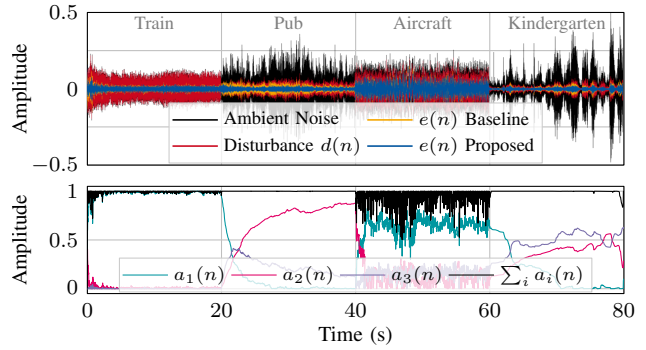 Train Pub Aircraft Kindergarten
0.5
0
−0.5
Amplitude
Ambient Noise e(n) Baseline
Disturbance d(n) e(n) Proposed
1
0.5
0
Amplitude
a₁(n) a₂(n) a₃(n) ∑ᵢ aᵢ(n)
0 20 40 60 80
Time (s)